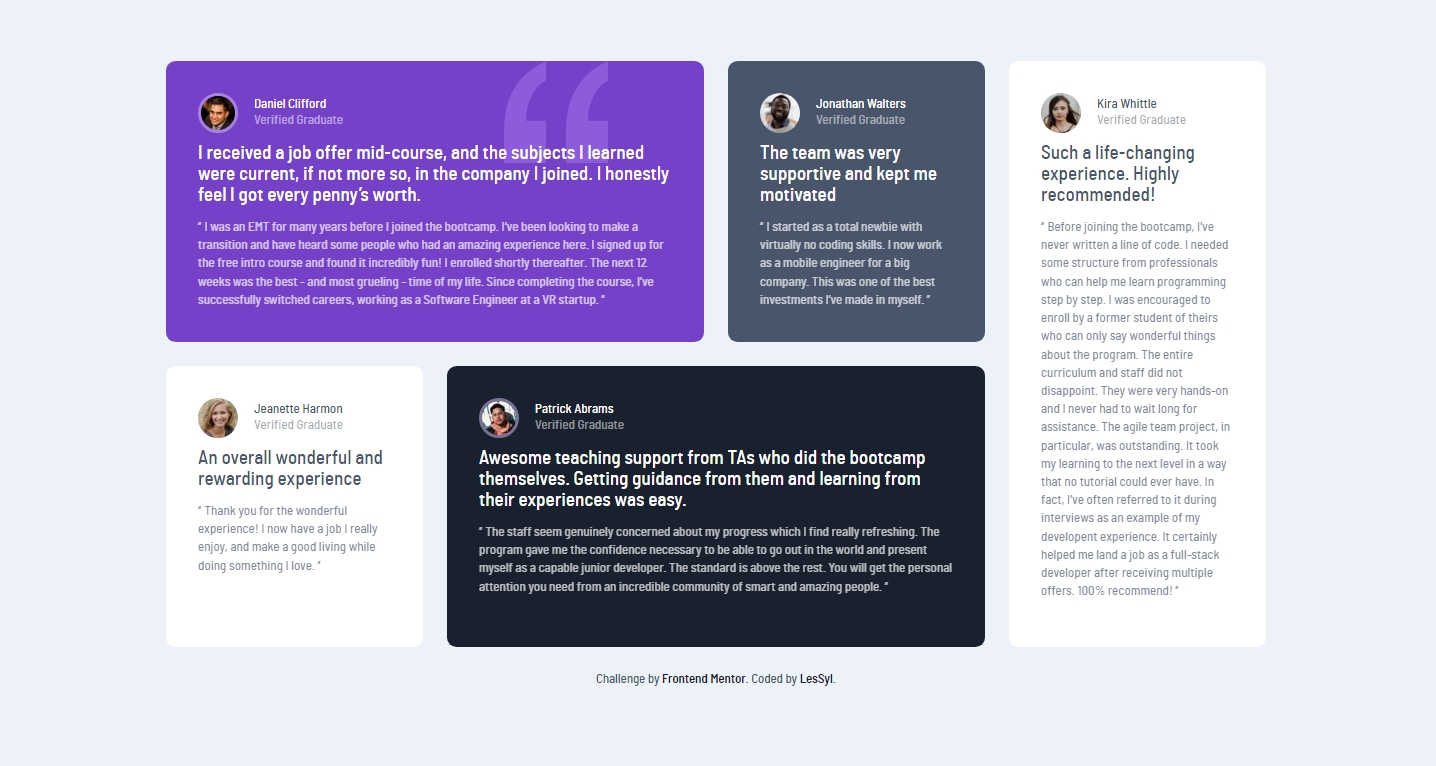 Daniel Clifford
Verified Graduate
I received a job offer mid-course, and the subjects I learned
were current, if not more so, in the company I joined. I honestly
feel I got every penny’s worth.
“ I was an EMT for many years before I joined the bootcamp. I’ve been looking to make a
transition and have heard some people who had an amazing experience here. I signed up for
the free intro course and found it incredibly fun! I enrolled shortly thereafter. The next 12
weeks was the best – and most grueling – time of my life. Since completing the course, I’ve
successfully switched careers, working as a Software Engineer at a VR startup. ”
Jonathan Walters
Verified Graduate
The team was very
supportive and kept me
motivated
“ I started as a total newbie with
virtually no coding skills. I now work
as a mobile engineer for a big
company. This was one of the best
investments I’ve made in myself. ”
Kira Whittle
Verified Graduate
Such a life-changing
experience. Highly
recommended!
“ Before joining the bootcamp, I’ve
never written a line of code. I needed
some structure from professionals
who can help me learn programming
step by step. I was encouraged to
enroll by a former student of theirs
who can only say wonderful things
about the program. The entire
curriculum and staff did not
disappoint. They were very hands-on
and I never had to wait long for
assistance. The agile team project, in
particular, was outstanding. It took
my learning to the next level in a way
that no tutorial could ever have. In
fact, I’ve often referred to it during
interviews as an example of my
developent experience. It certainly
helped me land a job as a full-stack
developer after receiving multiple
offers. 100% recommend! ”
Jeanette Harmon
Verified Graduate
An overall wonderful and
rewarding experience
“ Thank you for the wonderful
experience! I now have a job I really
enjoy, and make a good living while
doing something I love. ”
Patrick Abrams
Verified Graduate
Awesome teaching support from TAs who did the bootcamp
themselves. Getting guidance from them and learning from
their experiences was easy.
“ The staff seem genuinely concerned about my progress which I find really refreshing. The
program gave me the confidence necessary to be able to go out in the world and present
myself as a capable junior developer. The standard is above the rest. You will get the personal
attention you need from an incredible community of smart and amazing people. ”
Challenge by Frontend Mentor. Coded by LesSyl.